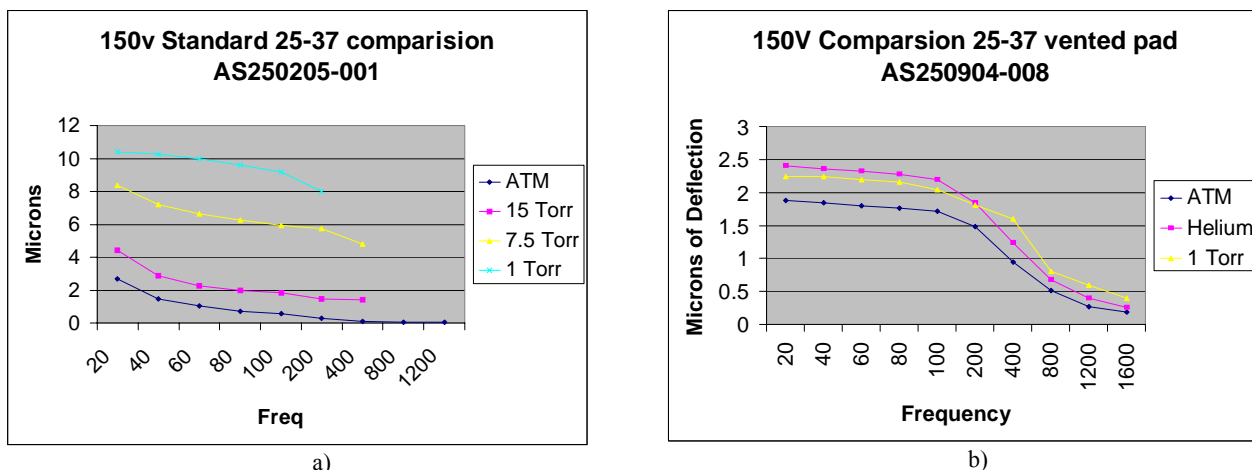 150v Standard 25-37 comparision
AS250205-001
Microns
12
10
8
6
4
2
0
20
40
60
80
100
200
400
800
1200
Freq
ATM
15 Torr
7.5 Torr
1 Torr
a)
150V Comparsion 25-37 vented pad
AS250904-008
Microns of Deflection
3
2.5
2
1.5
1
0.5
0
20
40
60
80
100
200
400
800
1200
1600
Frequency
ATM
Helium
1 Torr
b)